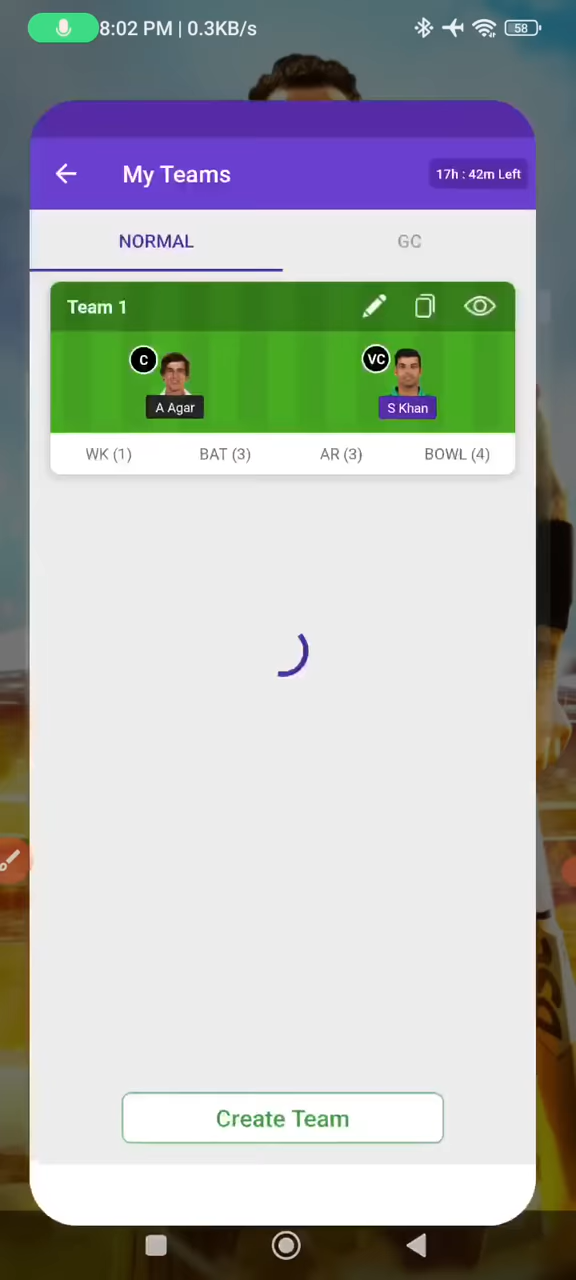 8:02 PM | 0.3KB/s
58
My Teams
17h : 42m Left
NORMAL
GC
Team 1
C
VC
A Agar
S Khan
WK (1)
BAT (3)
AR (3)
BOWL (4)
Create Team